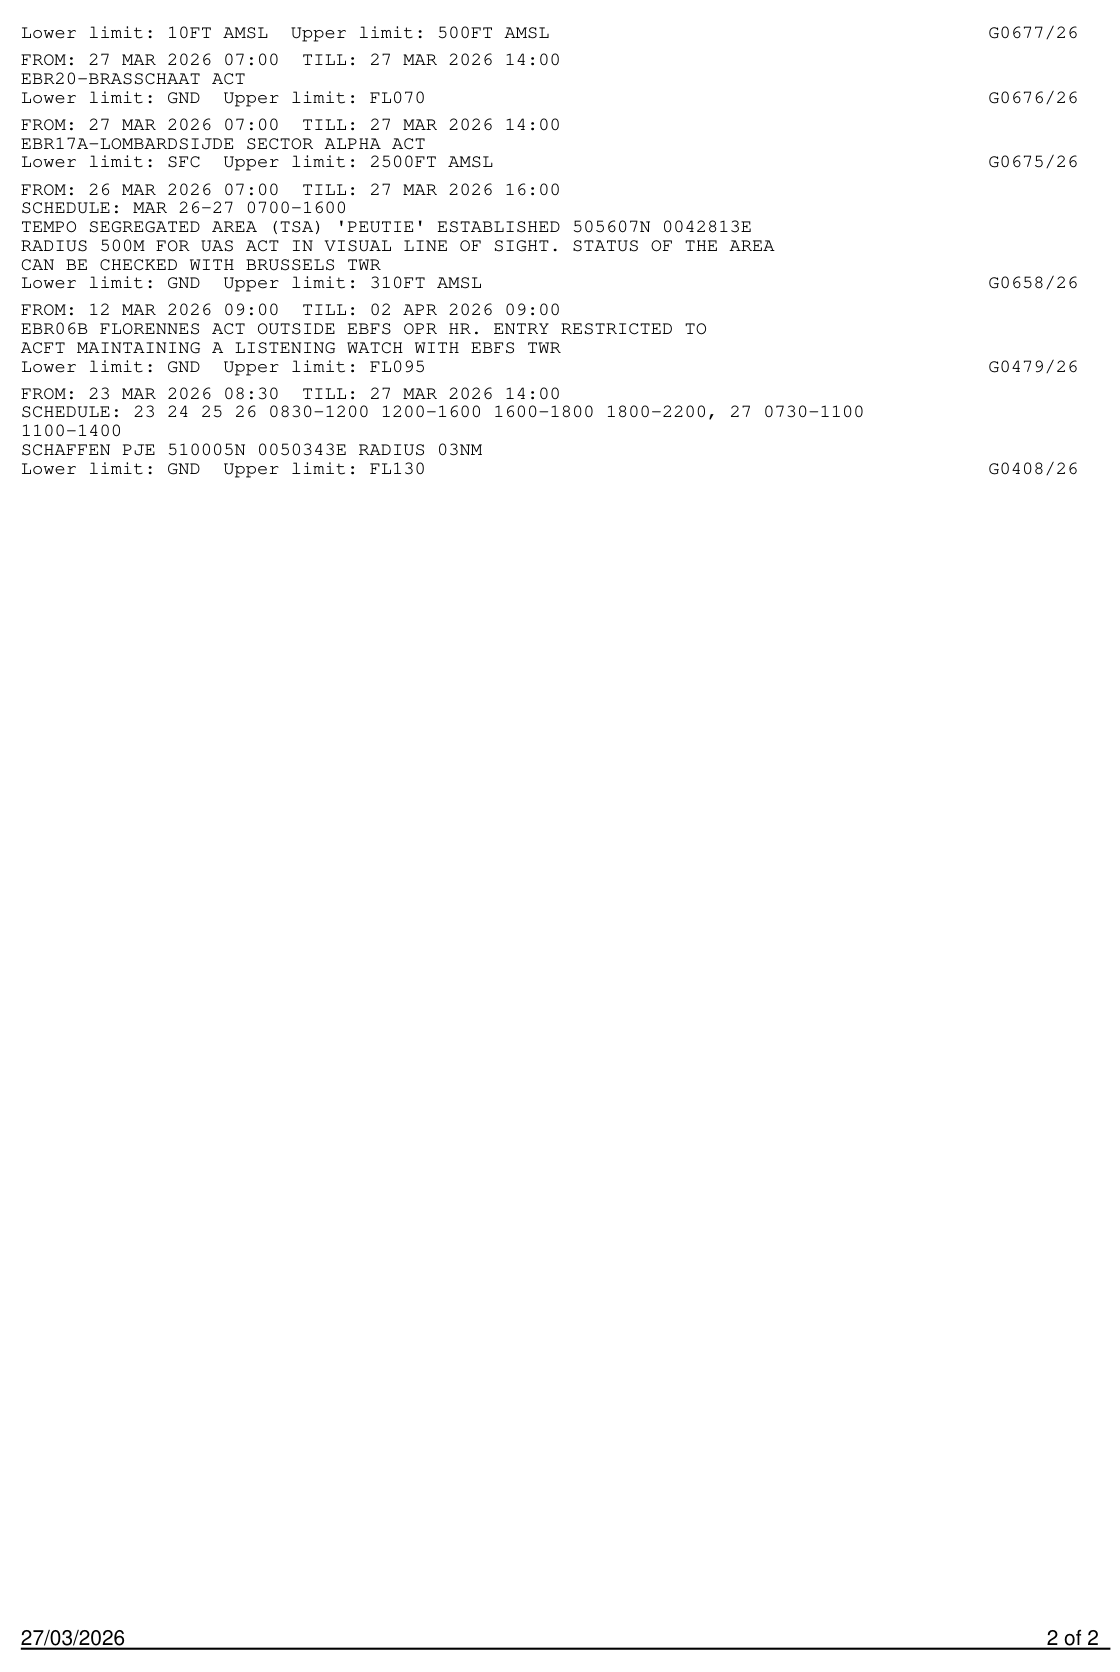 Lower limit: 10FT AMSL  Upper limit: 500FT AMSL G0677/26
FROM: 27 MAR 2026 07:00  TILL: 27 MAR 2026 14:00
EBR20-BRASSCHAAT ACT
Lower limit: GND  Upper limit: FL070 G0676/26
FROM: 27 MAR 2026 07:00  TILL: 27 MAR 2026 14:00
EBR17A-LOMBARDSIJDE SECTOR ALPHA ACT
Lower limit: SFC  Upper limit: 2500FT AMSL G0675/26
FROM: 26 MAR 2026 07:00  TILL: 27 MAR 2026 16:00
SCHEDULE: MAR 26-27 0700-1600
TEMPO SEGREGATED AREA (TSA) 'PEUTIE' ESTABLISHED 505607N 0042813E
RADIUS 500M FOR UAS ACT IN VISUAL LINE OF SIGHT. STATUS OF THE AREA
CAN BE CHECKED WITH BRUSSELS TWR
Lower limit: GND  Upper limit: 310FT AMSL G0658/26
FROM: 12 MAR 2026 09:00  TILL: 02 APR 2026 09:00
EBR06B FLORENNES ACT OUTSIDE EBFS OPR HR. ENTRY RESTRICTED TO
ACFT MAINTAINING A LISTENING WATCH WITH EBFS TWR
Lower limit: GND  Upper limit: FL095 G0479/26
FROM: 23 MAR 2026 08:30  TILL: 27 MAR 2026 14:00
SCHEDULE: 23 24 25 26 0830-1200 1200-1600 1600-1800 1800-2200, 27 0730-1100
1100-1400
SCHAFFEN PJE 510005N 0050343E RADIUS 03NM
Lower limit: GND  Upper limit: FL130 G0408/26
27/03/2026 2 of 2